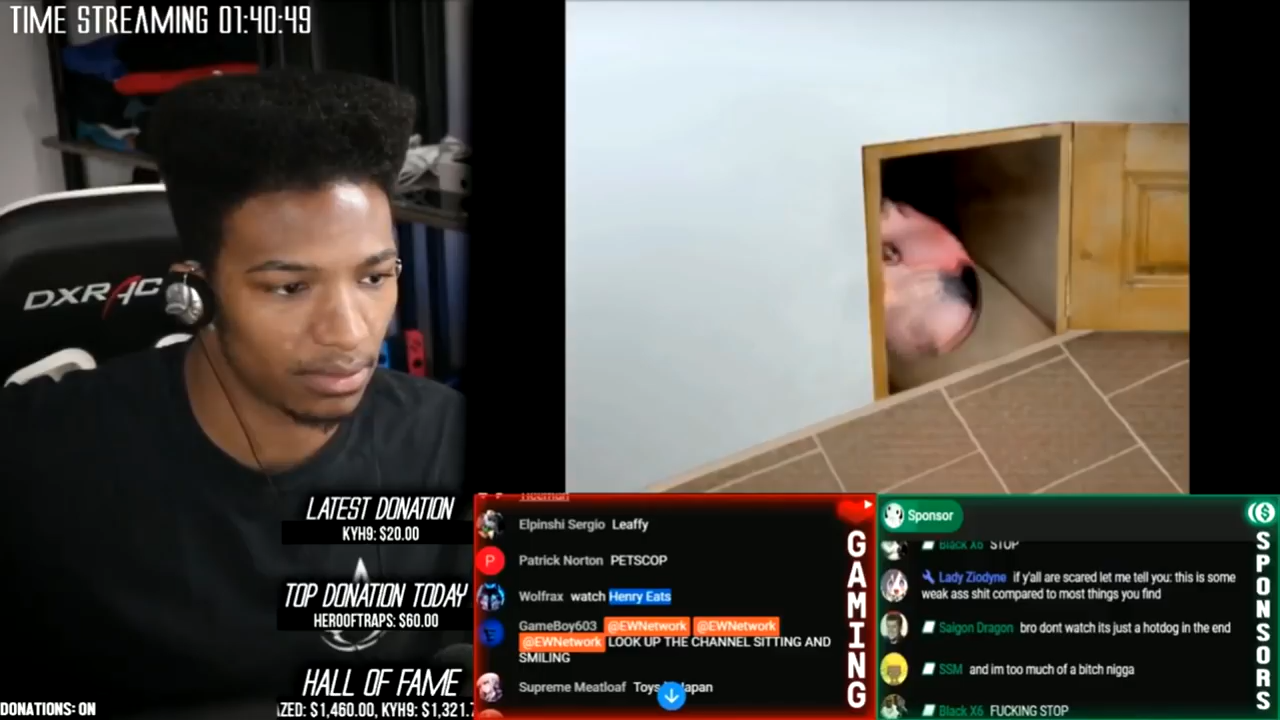 TIME STREAMING 01:40:49
DXRAC
LATEST DONATION
KYH9: $20.00
TOP DONATION TODAY
HEROOFTRAPS: $60.00
HALL OF FAME
IZED: $1,460.00, KYH9: $1,321.7
DONATIONS: ON
Elpinshi Sergio Leaffy
Patrick Norton PETSCOP
Wolfrax watch Henry Eats
GameBoy603 @EWNetwork @EWNetwork
@EWNetwork LOOK UP THE CHANNEL SITTING AND
SMILING
Supreme Meatloaf Toys Japan
GAMING
Sponsor
Black X6 STOP
Lady Ziodyne if y'all are scared let me tell you: this is some
weak ass shit compared to most things you find
Saigon Dragon bro dont watch its just a hotdog in the end
SSM and im too much of a bitch nigga
Black X6 FUCKING STOP
SPONSORS